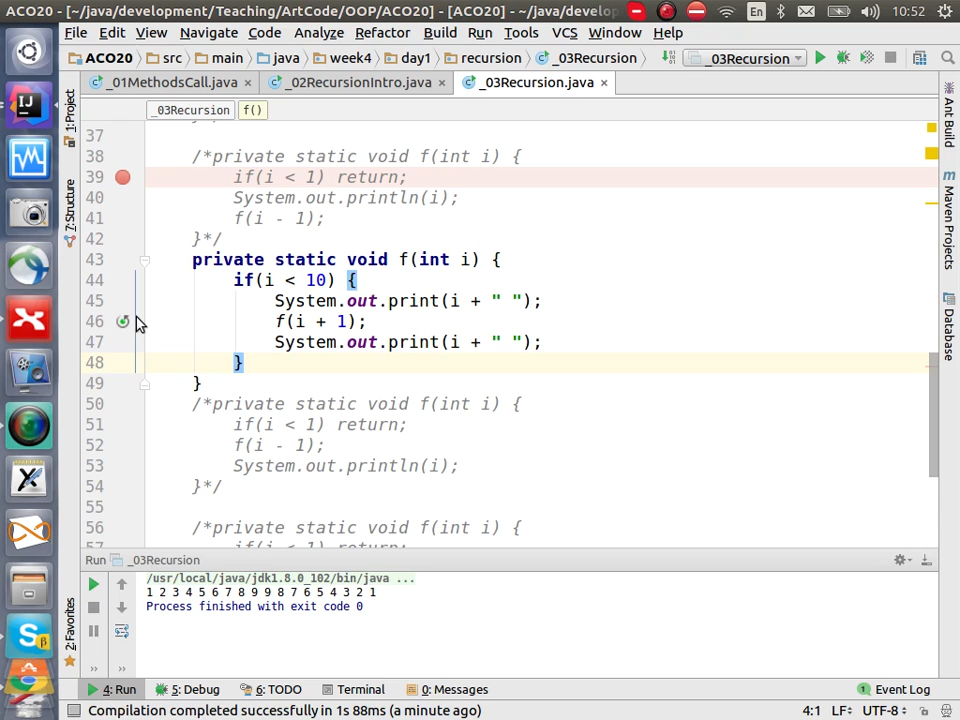 ACO20 - [~/java/development/Teaching/ArtCode/OOP/ACO20] - [ACO20] - ~/java/develop
En
10:52
File Edit View Navigate Code Analyze Refactor Build Run Tools VCS Window Help
ACO20 src main java week4 day1 recursion _03Recursion
_03Recursion
_01MethodsCall.java _02RecursionIntro.java _03Recursion.java
_03Recursion f()
37
38 /*private static void f(int i) {
39 if(i < 1) return;
40 System.out.println(i);
41 f(i - 1);
42 }*/
43 private static void f(int i) {
44 if(i < 10) {
45 System.out.print(i + " ");
46 f(i + 1);
47 System.out.print(i + " ");
48 }
49 }
50 /*private static void f(int i) {
51 if(i < 1) return;
52 f(i - 1);
53 System.out.println(i);
54 }*/
55
56 /*private static void f(int i) {
1: Project
7: Structure
2: Favorites
Ant Build
Maven Projects
Database
Run _03Recursion
/usr/local/java/jdk1.8.0_102/bin/java ...
1 2 3 4 5 6 7 8 9 9 8 7 6 5 4 3 2 1
Process finished with exit code 0
4: Run 5: Debug 6: TODO Terminal 0: Messages 1 Event Log
Compilation completed successfully in 1s 88ms (a minute ago) 4:1 LF÷ UTF-8÷